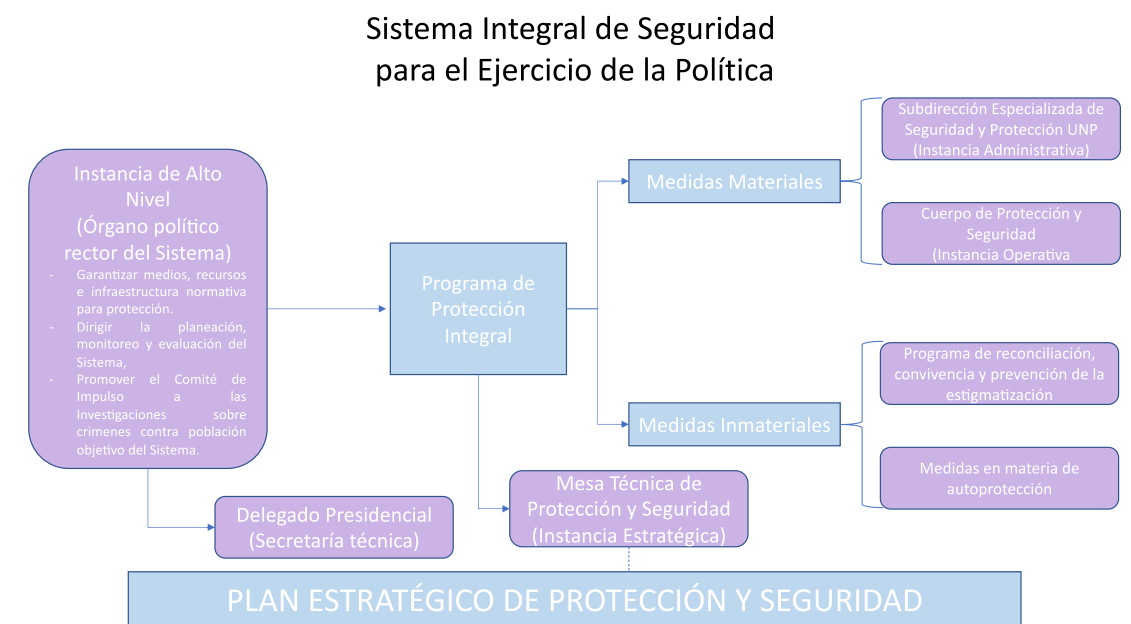 Sistema Integral de Seguridad
para el Ejercicio de la Política
Instancia de Alto
Nivel
(Órgano político
rector del Sistema)
- Garantizar medios, recursos
e infraestructura normativa
para protección.
- Dirigir la planeación,
monitoreo y evaluación del
Sistema,
- Promover el Comité de
Impulso a las
Investigaciones sobre
crímenes contra población
objetivo del Sistema.
Delegado Presidencial
(Secretaría técnica)
Programa de
Protección
Integral
Mesa Técnica de
Protección y Seguridad
(Instancia Estratégica)
Medidas Materiales
Subdirección Especializada de
Seguridad y Protección UNP
(Instancia Administrativa)
Cuerpo de Protección y
Seguridad
(Instancia Operativa
Medidas Inmateriales
Programa de reconciliación,
convivencia y prevención de la
estigmatización
Medidas en materia de
autoprotección
PLAN ESTRATÉGICO DE PROTECCIÓN Y SEGURIDAD